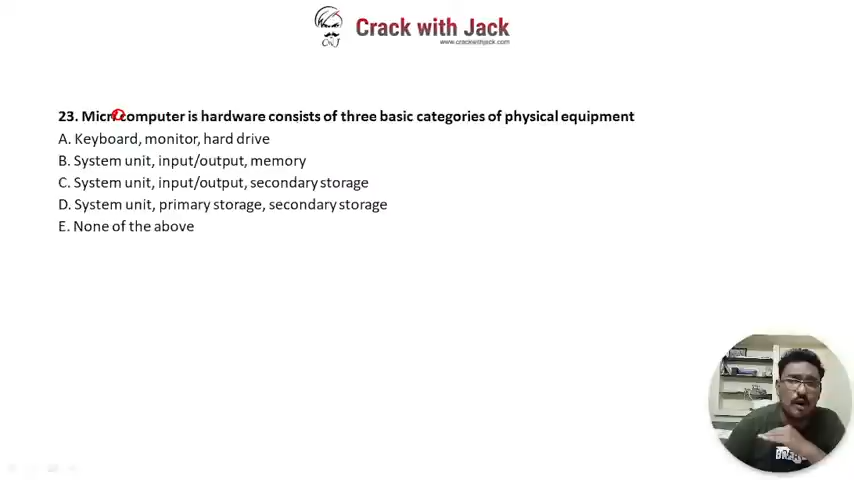 Crack with Jack
www.crackwithjack.com
23. Microcomputer is hardware consists of three basic categories of physical equipment
A. Keyboard, monitor, hard drive
B. System unit, input/output, memory
C. System unit, input/output, secondary storage
D. System unit, primary storage, secondary storage
E. None of the above